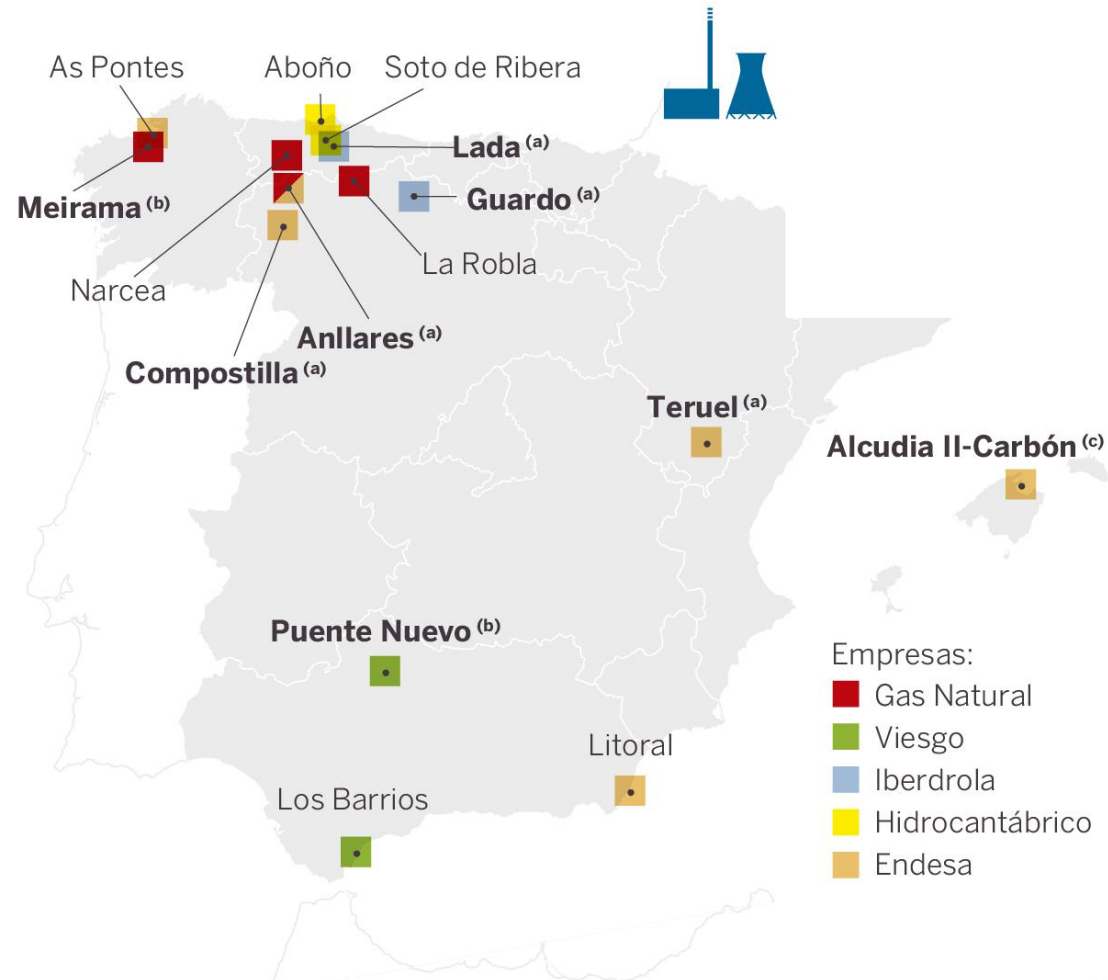 As Pontes
Aboño
Soto de Ribera
Lada (a)
Meirama (b)
Guardo (a)
La Robla
Narcea
Anllares (a)
Compostilla (a)
Teruel (a)
Alcudia II-Carbón (c)
Puente Nuevo (b)
Litoral
Los Barrios
Empresas:
Gas Natural
Viesgo
Iberdrola
Hidrocantábrico
Endesa